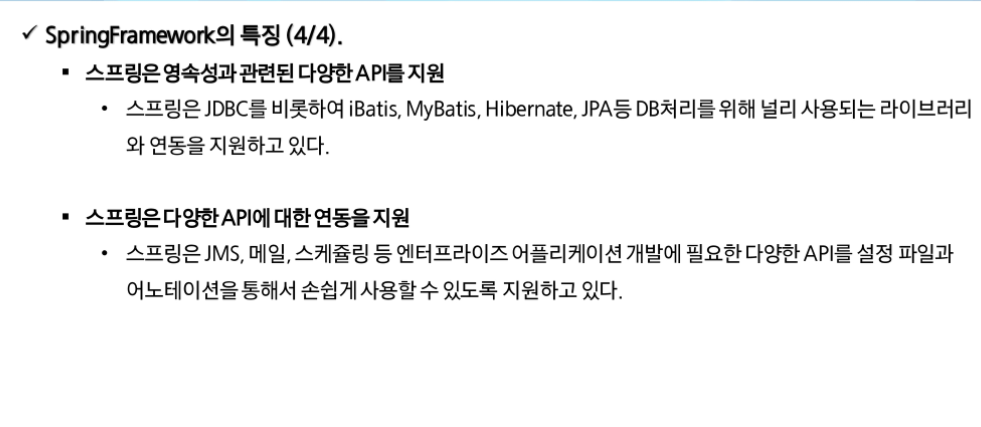 ✓ SpringFramework의 특징 (4/4).
▪ 스프링은 영속성과 관련된 다양한 API를 지원
• 스프링은 JDBC를 비롯하여 iBatis, MyBatis, Hibernate, JPA등 DB처리를 위해 널리 사용되는 라이브러리
와 연동을 지원하고 있다.
▪ 스프링은 다양한 API에 대한 연동을 지원
• 스프링은 JMS, 메일, 스케쥴링 등 엔터프라이즈 어플리케이션 개발에 필요한 다양한 API를 설정 파일과
어노테이션을 통해서 손쉽게 사용할 수 있도록 지원하고 있다.